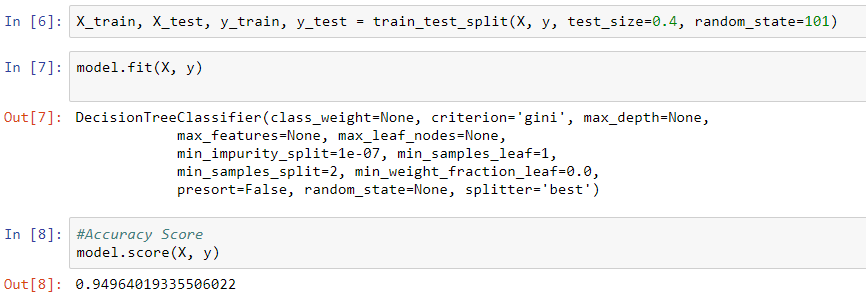 In [6]: X_train, X_test, y_train, y_test = train_test_split(X, y, test_size=0.4, random_state=101)
In [7]: model.fit(X, y)
Out[7]: DecisionTreeClassifier(class_weight=None, criterion='gini', max_depth=None,
max_features=None, max_leaf_nodes=None,
min_impurity_split=1e-07, min_samples_leaf=1,
min_samples_split=2, min_weight_fraction_leaf=0.0,
presort=False, random_state=None, splitter='best')
In [8]: #Accuracy Score
model.score(X, y)
Out[8]: 0.94964019335506022